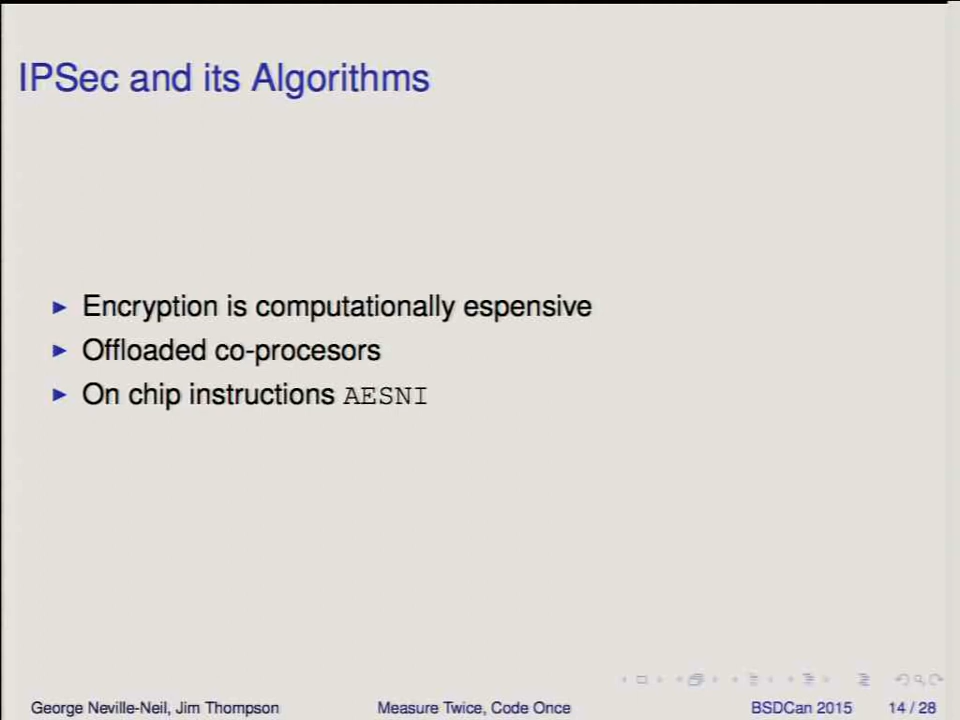 IPSec and its Algorithms
Encryption is computationally espensive
Offloaded co-procesors
On chip instructions AESNI
George Neville-Neil, Jim Thompson
Measure Twice, Code Once
BSDCan 2015
14 / 28